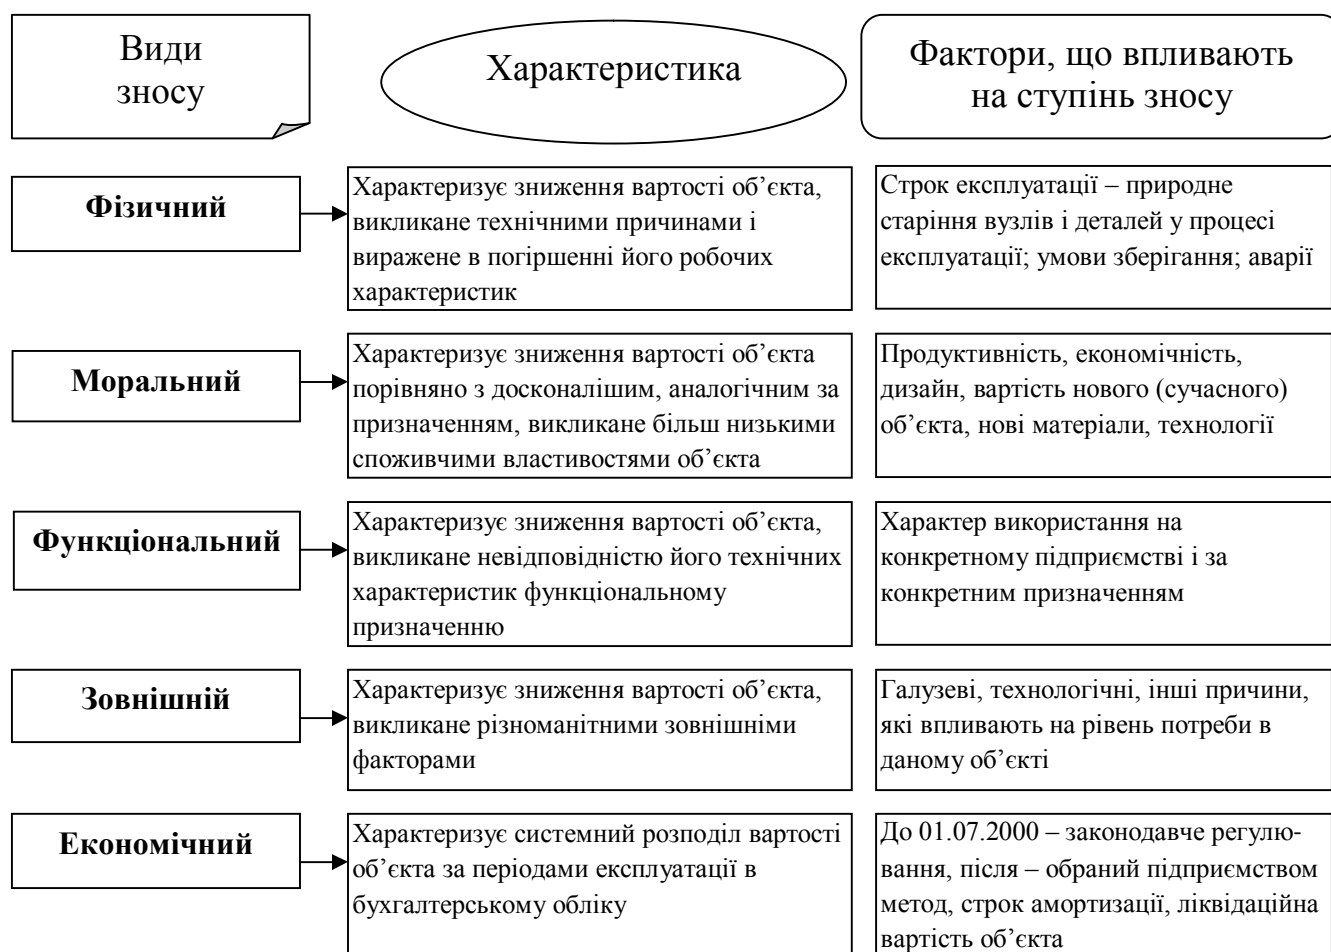 Види
зносу
Характеристика
Фактори, що впливають
на ступінь зносу
Фізичний
Характеризує зниження вартості об’єкта,
викликане технічними причинами і
виражене в погіршенні його робочих
характеристик
Строк експлуатації – природне
старіння вузлів і деталей у процесі
експлуатації; умови зберігання; аварії
Моральний
Характеризує зниження вартості об’єкта
порівняно з досконалішим, аналогічним за
призначенням, викликане більш низькими
споживчими властивостями об’єкта
Продуктивність, економічність,
дизайн, вартість нового (сучасного)
об’єкта, нові матеріали, технології
Функціональний
Характеризує зниження вартості об’єкта,
викликане невідповідністю його технічних
характеристик функціональному
призначенню
Характер використання на
конкретному підприємстві і за
конкретним призначенням
Зовнішній
Характеризує зниження вартості об’єкта,
викликане різноманітними зовнішніми
факторами
Галузеві, технологічні, інші причини,
які впливають на рівень потреби в
даному об’єкті
Економічний
Характеризує системний розподіл вартості
об’єкта за періодами експлуатації в
бухгалтерському обліку
До 01.07.2000 – законодавче регулю-
вання, після – обраний підприємством
метод, строк амортизації, ліквідаційна
вартість об’єкта